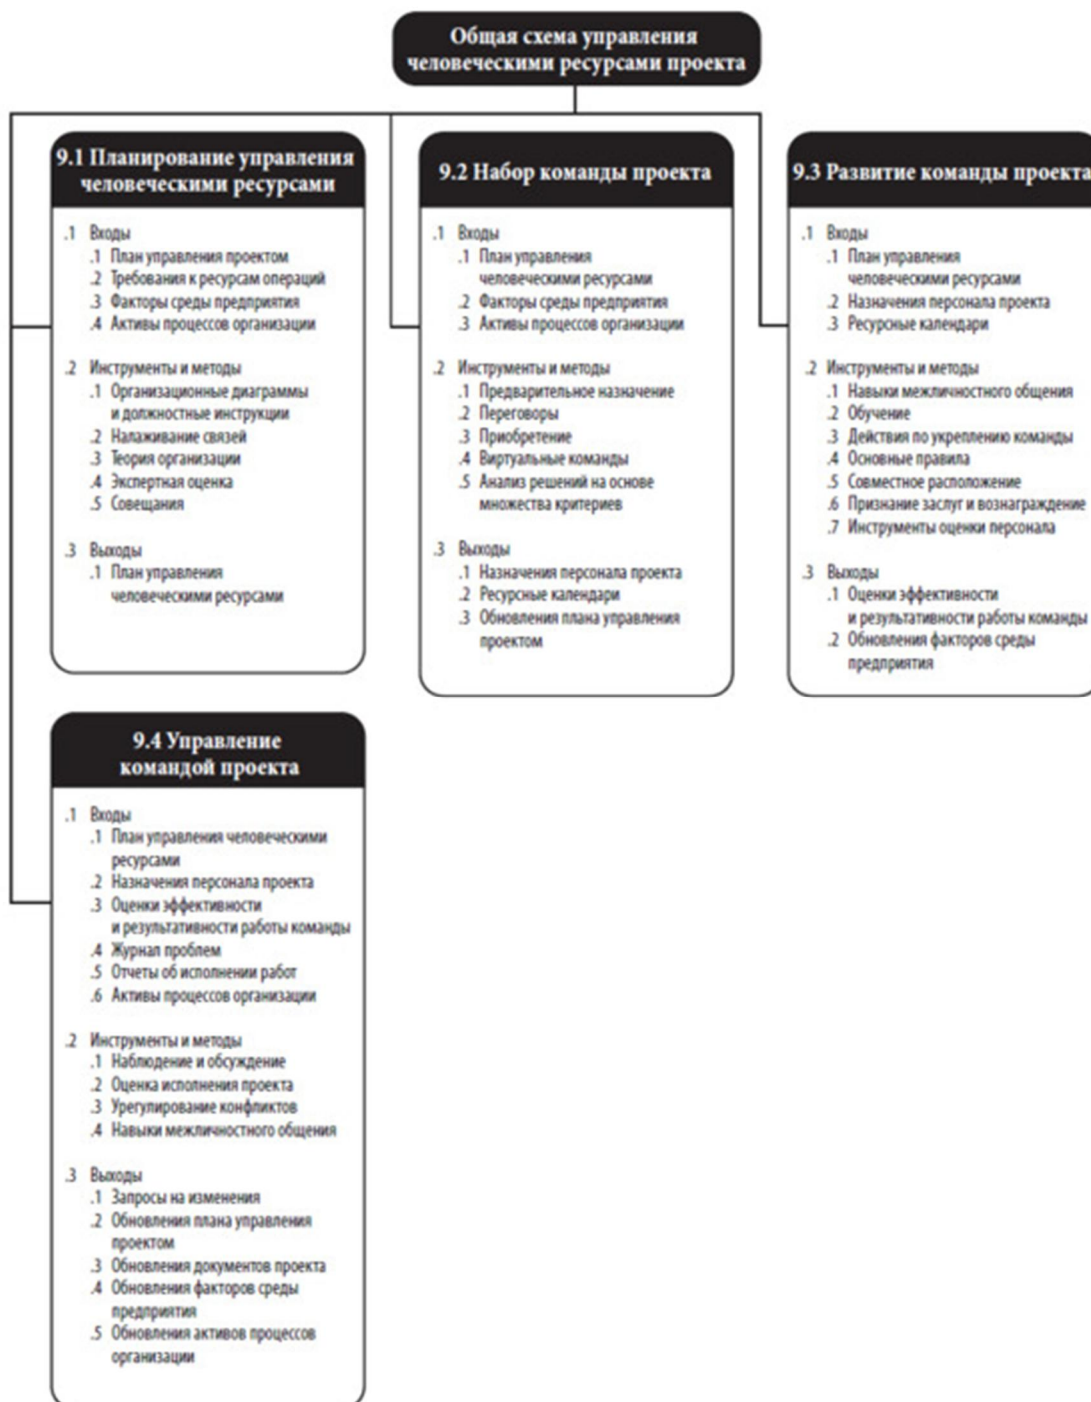 Общая схема управления
человеческими ресурсами проекта
9.1 Планирование управления
человеческими ресурсами
.1 Входы
.1 План управления проектом
.2 Требования к ресурсам операций
.3 Факторы среды предприятия
.4 Активы процессов организации
.2 Инструменты и методы
.1 Организационные диаграммы
и должностные инструкции
.2 Налаживание связей
.3 Теория организации
.4 Экспертная оценка
.5 Совещания
.3 Выходы
.1 План управления
человеческими ресурсами
9.2 Набор команды проекта
.1 Входы
.1 План управления
человеческими ресурсами
.2 Факторы среды предприятия
.3 Активы процессов организации
.2 Инструменты и методы
.1 Предварительное назначение
.2 Переговоры
.3 Приобретение
.4 Виртуальные команды
.5 Анализ решений на основе
множества критериев
.3 Выходы
.1 Назначения персонала проекта
.2 Ресурсные календари
.3 Обновления плана управления
проектом
9.3 Развитие команды проекта
.1 Входы
.1 План управления
человеческими ресурсами
.2 Назначения персонала проекта
.3 Ресурсные календари
.2 Инструменты и методы
.1 Навыки межличностного общения
.2 Обучение
.3 Действия по укреплению команды
.4 Основные правила
.5 Совместное расположение
.6 Признание заслуг и вознаграждение
.7 Инструменты оценки персонала
.3 Выходы
.1 Оценки эффективности
и результативности работы команды
.2 Обновления факторов среды
предприятия
9.4 Управление
командой проекта
.1 Входы
.1 План управления человеческими
ресурсами
.2 Назначения персонала проекта
.3 Оценки эффективности
и результативности работы команды
.4 Журнал проблем
.5 Отчеты об исполнении работ
.6 Активы процессов организации
.2 Инструменты и методы
.1 Наблюдение и обсуждение
.2 Оценка исполнения проекта
.3 Урегулирование конфликтов
.4 Навыки межличностного общения
.3 Выходы
.1 Запросы на изменения
.2 Обновления плана управления
проектом
.3 Обновления документов проекта
.4 Обновления факторов среды
предприятия
.5 Обновления активов процессов
организации